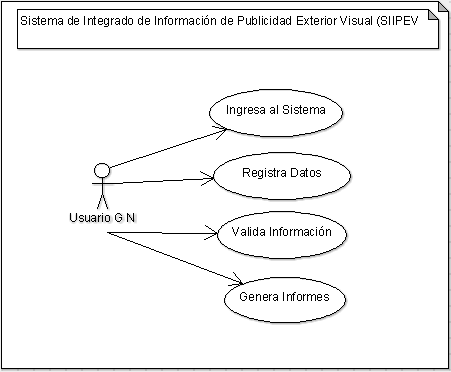 Sistema de Integrado de Información de Publicidad Exterior Visual (SIIPEV
Ingresa al Sistema
Registra Datos
Usuario G N
Valida Información
Genera Informes